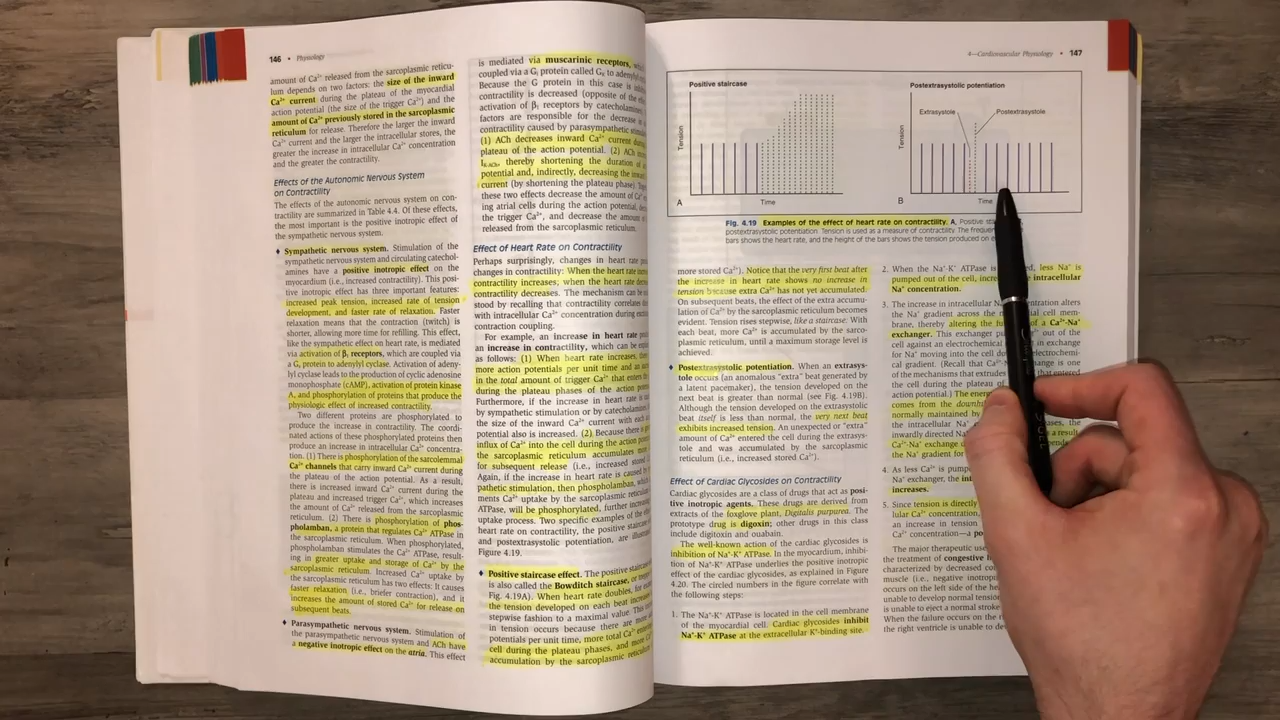 146 • Physiology
amount of Ca²⁺ released from the sarcoplasmic reticu-
lum depends on two factors: the size of the inward
Ca²⁺ current during the plateau of the myocardial
action potential (the size of the trigger Ca²⁺) and the
amount of Ca²⁺ previously stored in the sarcoplasmic
reticulum for release. Therefore the larger the inward
Ca²⁺ current and the larger the intracellular stores, the
greater the increase in intracellular Ca²⁺ concentration
and the greater the contractility.
Effects of the Autonomic Nervous System
on Contractility
The effects of the autonomic nervous system on con-
tractility are summarized in Table 4.4. Of these effects,
the most important is the positive inotropic effect of
the sympathetic nervous system.
♦ Sympathetic nervous system. Stimulation of the
sympathetic nervous system and circulating catechol-
amines have a positive inotropic effect on the
myocardium (i.e., increased contractility). This posi-
tive inotropic effect has three important features:
increased peak tension, increased rate of tension
development, and faster rate of relaxation. Faster
relaxation means that the contraction (twitch) is
shorter, allowing more time for refilling. This effect,
like the sympathetic effect on heart rate, is mediated
via activation of β₁ receptors, which are coupled via
a Gₛ protein to adenylyl cyclase. Activation of adeny-
lyl cyclase leads to the production of cyclic adenosine
monophosphate (cAMP), activation of protein kinase
A, and phosphorylation of proteins that produce the
physiologic effect of increased contractility.
Two different proteins are phosphorylated to
produce the increase in contractility. The coordi-
nated actions of these phosphorylated proteins then
produce an increase in intracellular Ca²⁺ concentra-
tion. (1) There is phosphorylation of the sarcolemmal
Ca²⁺ channels that carry inward Ca²⁺ current during
the plateau of the action potential. As a result,
there is increased inward Ca²⁺ current during the
plateau and increased trigger Ca²⁺, which increases
the amount of Ca²⁺ released from the sarcoplasmic
reticulum. (2) There is phosphorylation of phos-
pholamban, a protein that regulates Ca²⁺ ATPase in
the sarcoplasmic reticulum. When phosphorylated,
phospholamban stimulates the Ca²⁺ ATPase, result-
ing in greater uptake and storage of Ca²⁺ by the
sarcoplasmic reticulum. Increased Ca²⁺ uptake by
the sarcoplasmic reticulum has two effects: It causes
faster relaxation (i.e., briefer contraction), and it
increases the amount of stored Ca²⁺ for release on
subsequent beats.
♦ Parasympathetic nervous system. Stimulation of
the parasympathetic nervous system and ACh have
a negative inotropic effect on the atria. This effect
is mediated via muscarinic receptors,
coupled via a Gᵢ protein called Gₖ to adenylyl
Because the G protein in this case is
contractility is decreased (opposite of the
activation of β₁ receptors by catecholamines
factors are responsible for the decrease
contractility caused by parasympathetic
(1) ACh decreases inward Ca²⁺ current during
plateau of the action potential. (2) ACh
thereby shortening the duration of
potential and, indirectly, decreasing the inward
current (by shortening the plateau phase)
these two effects decrease the amount of Ca²⁺
ing atrial cells during the action potential,
the trigger Ca²⁺, and decrease the amount of
released from the sarcoplasmic reticulum.
Effect of Heart Rate on Contractility
Perhaps surprisingly, changes in heart rate
changes in contractility: When the heart rate
contractility increases; when the heart rate
contractility decreases. The mechanism can be
stood by recalling that contractility correlates
with intracellular Ca²⁺ concentration during
contraction coupling.
For example, an increase in heart rate
an increase in contractility, which can be
as follows: (1) When heart rate increases,
more action potentials per unit time and an
in the total amount of trigger Ca²⁺ that enters
during the plateau phases of the action
Furthermore, if the increase in heart rate is
by sympathetic stimulation or by catecholamines,
the size of the inward Ca²⁺ current with each
potential also is increased. (2) Because there is
influx of Ca²⁺ into the cell during the action
the sarcoplasmic reticulum accumulates
for subsequent release (i.e., increased stored
Again, if the increase in heart rate is caused by
pathetic stimulation, then phospholamban,
ments Ca²⁺ uptake by the sarcoplasmic reticulum
ATPase, will be phosphorylated, further
uptake process. Two specific examples of the
heart rate on contractility, the positive staircase
and postextrasystolic potentiation, are
Figure 4.19.
♦ Positive staircase effect. The positive staircase
is also called the Bowditch staircase, or
Fig. 4.19A). When heart rate doubles, for
the tension developed on each beat
stepwise fashion to a maximal value. This
in tension occurs because there are more
potentials per unit time, more total Ca²⁺
cell during the plateau phases, and more
accumulation by the sarcoplasmic reticulum
4—Cardiovascular Physiology • 147
Positive staircase
Tension
Time
A
Postextrasystolic potentiation
Extrasystole
Postextrasystole
Tension
Time
B
Fig. 4.19 Examples of the effect of heart rate on contractility. A, Positive
postextrasystolic potentiation. Tension is used as a measure of contractility. The
bars shows the heart rate, and the height of the bars shows the tension produced on
more stored Ca²⁺). Notice that the very first beat after
the increase in heart rate shows no increase in
tension because extra Ca²⁺ has not yet accumulated.
On subsequent beats, the effect of the extra accumu-
lation of Ca²⁺ by the sarcoplasmic reticulum becomes
evident. Tension rises stepwise, like a staircase: With
each beat, more Ca²⁺ is accumulated by the sarco-
plasmic reticulum, until a maximum storage level is
achieved.
♦ Postextrasystolic potentiation. When an extrasys-
tole occurs (an anomalous "extra" beat generated by
a latent pacemaker), the tension developed on the
next beat is greater than normal (see Fig. 4.19B).
Although the tension developed on the extrasystolic
beat itself is less than normal, the very next beat
exhibits increased tension. An unexpected or "extra"
amount of Ca²⁺ entered the cell during the extrasys-
tole and was accumulated by the sarcoplasmic
reticulum (i.e., increased stored Ca²⁺).
Effect of Cardiac Glycosides on Contractility
Cardiac glycosides are a class of drugs that act as posi-
tive inotropic agents. These drugs are derived from
extracts of the foxglove plant, Digitalis purpurea. The
prototype drug is digoxin; other drugs in this class
include digitoxin and ouabain.
The well-known action of the cardiac glycosides is
inhibition of Na⁺-K⁺ ATPase. In the myocardium, inhibi-
tion of Na⁺-K⁺ ATPase underlies the positive inotropic
effect of the cardiac glycosides, as explained in Figure
4.20. The circled numbers in the figure correlate with
the following steps:
1. The Na⁺-K⁺ ATPase is located in the cell membrane
of the myocardial cell. Cardiac glycosides inhibit
Na⁺-K⁺ ATPase at the extracellular K⁺-binding site.
2. When the Na⁺-K⁺ ATPase is less Na⁺ is
pumped out of the cell, intracellular
Na⁺ concentration.
3. The increase in intracellular Na⁺ alters
the Na⁺ gradient across the mem-
brane, thereby altering the of a Ca²⁺-Na⁺
exchanger. This exchanger out of the
cell against an electrochemical in exchange
for Na⁺ moving into the cell electrochemi-
cal gradient. (Recall that Ca²⁺ is one
of the mechanisms that extrudes that entered
the cell during the plateau of
action potential.) The energy
comes from the
normally maintained by
the intracellular Na⁺ the
inwardly directed Na⁺ a result
Ca²⁺-Na⁺ exchange
4. As less Ca²⁺ is
Na⁺ exchanger, the
increases.
5. Since tension is directly
lular Ca²⁺ concentration,
an increase in tension
Ca²⁺ concentration—a
The major therapeutic use
the treatment of congestive
characterized by decreased
muscle (i.e., negative
occurs on the left side of the
unable to develop normal tension
is unable to eject a normal stroke
When the failure occurs on the
the right ventricle is unable to